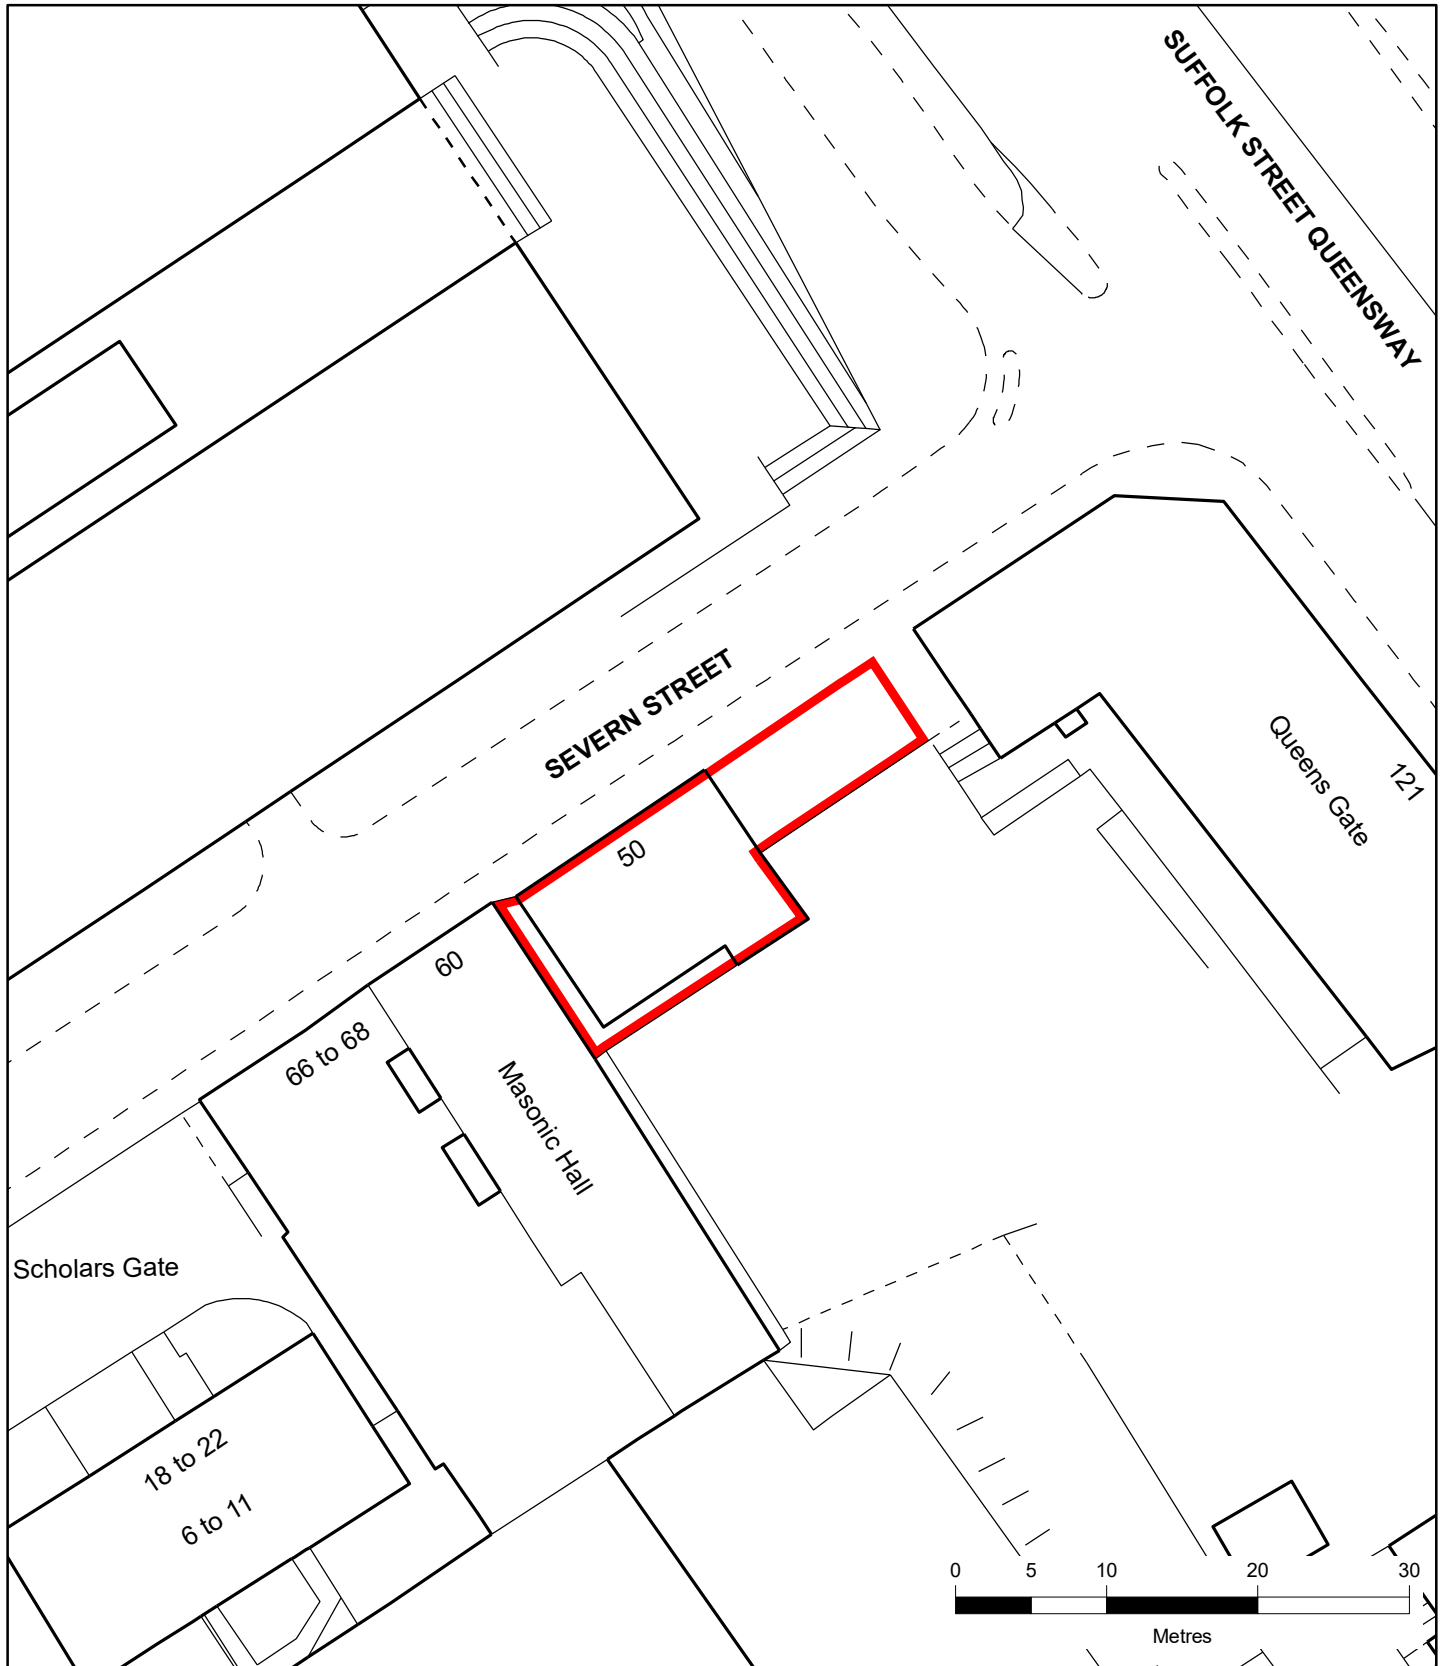 SUFFOLK STREET QUEENSWAY
SEVERN STREET
Queens Gate
121
50
60
66 to 68
Masonic Hall
Scholars Gate
18 to 22
6 to 11
0 5 10 20 30
Metres